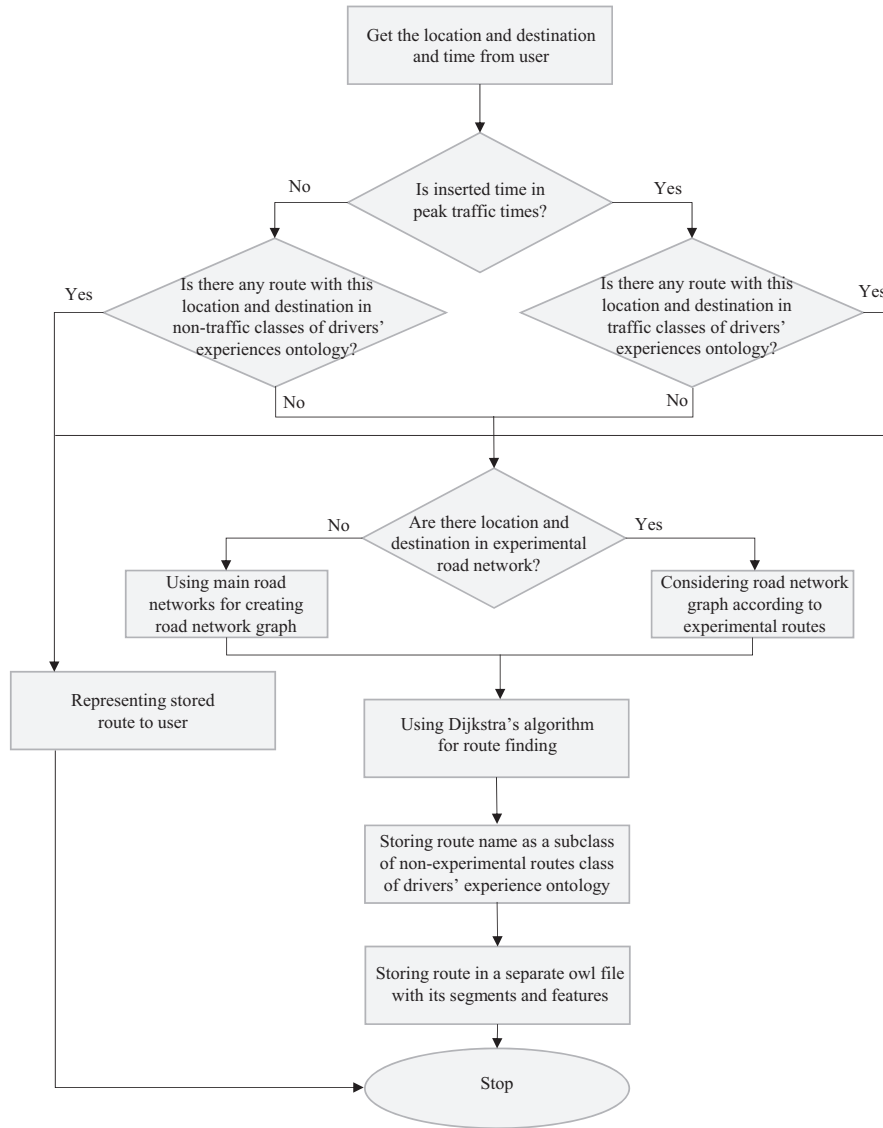 Get the location and destination
and time from user
No
Yes
Is inserted time in
peak traffic times?
Yes
Is there any route with this
location and destination in
non-traffic classes of drivers’
experiences ontology?
Is there any route with this
location and destination in
traffic classes of drivers’
experiences ontology?
Yes
No
No
No
Are there location and
destination in experimental
road network?
Yes
Using main road
networks for creating
road network graph
Considering road network
graph according to
experimental routes
Representing stored
route to user
Using Dijkstra’s algorithm
for route finding
Storing route name as a subclass
of non-experimental routes class
of drivers’ experience ontology
Storing route in a separate owl file
with its segments and features
Stop